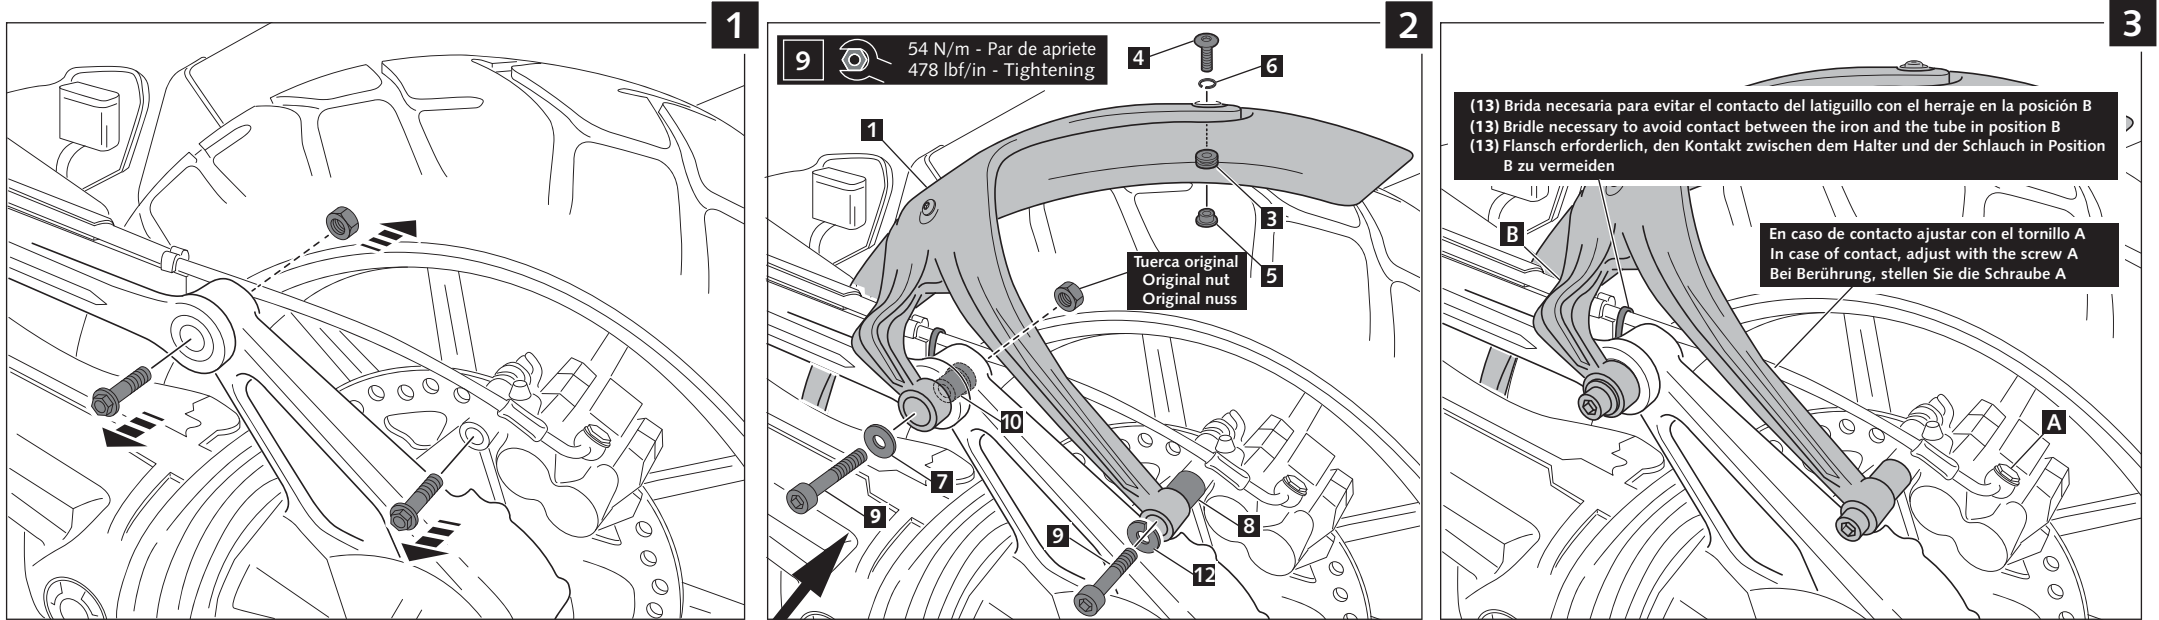 1
2
9
54 N/m - Par de apriete
478 lbf/in - Tightening
4
6
1
3
5
Tuerca original
Original nut
Original nuss
10
7
9
8
9
12
3
(13) Brida necesaria para evitar el contacto del latiguillo con el herraje en la posición B
(13) Bridle necessary to avoid contact between the iron and the tube in position B
(13) Flansch erforderlich, den Kontakt zwischen dem Halter und der Schlauch in Position
B zu vermeiden
B
En caso de contacto ajustar con el tornillo A
In case of contact, adjust with the screw A
Bei Berührung, stellen Sie die Schraube A
A